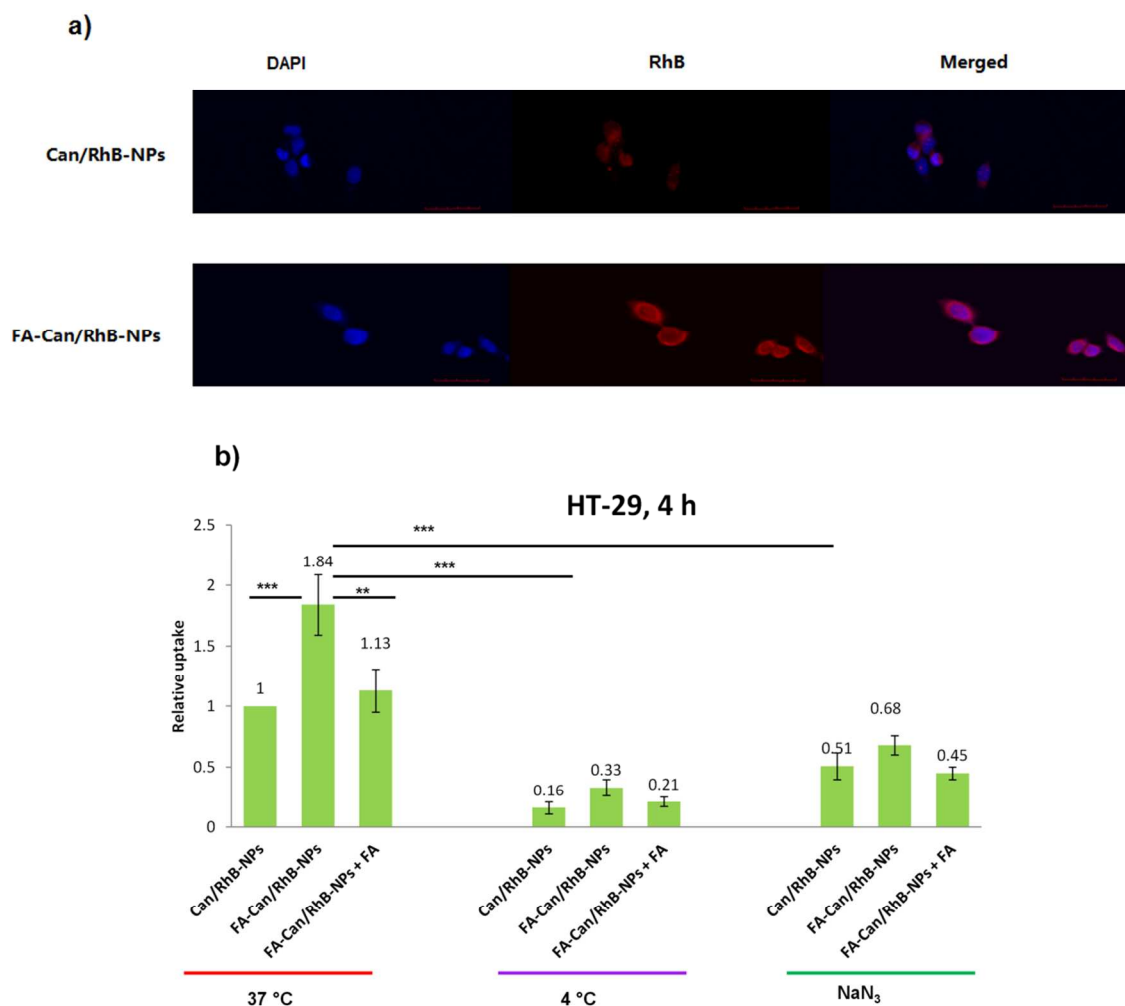 a)
DAPI RhB Merged
Can/RhB-NPs
FA-Can/RhB-NPs
b)
HT-29, 4 h
Relative uptake
2.5
2
1.5
1
0.5
0
***
***
***
**
1
1.84
1.13
0.16
0.33
0.21
0.51
0.68
0.45
Can/RhB-NPs
FA-Can/RhB-NPs
FA-Can/RhB-NPs + FA
Can/RhB-NPs
FA-Can/RhB-NPs
FA-Can/RhB-NPs + FA
Can/RhB-NPs
FA-Can/RhB-NPs
FA-Can/RhB-NPs + FA
37 °C
4 °C
NaN₃